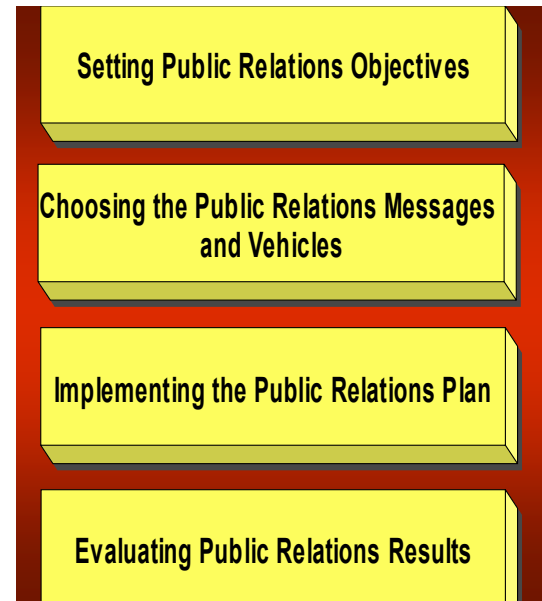 Setting Public Relations Objectives
Choosing the Public Relations Messages
and Vehicles
Implementing the Public Relations Plan
Evaluating Public Relations Results